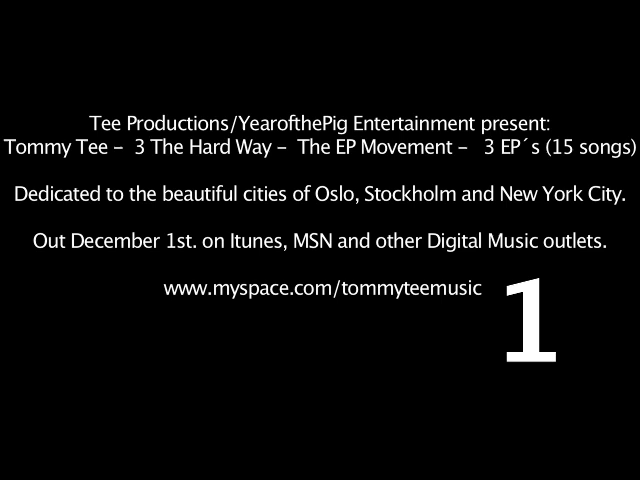 Tee Productions/YearofthePig Entertainment present:
Tommy Tee - 3 The Hard Way - The EP Movement - 3 EP´s (15 songs)
Dedicated to the beautiful cities of Oslo, Stockholm and New York City.
Out December 1st. on Itunes, MSN and other Digital Music outlets.
www.myspace.com/tommyteemusic
1